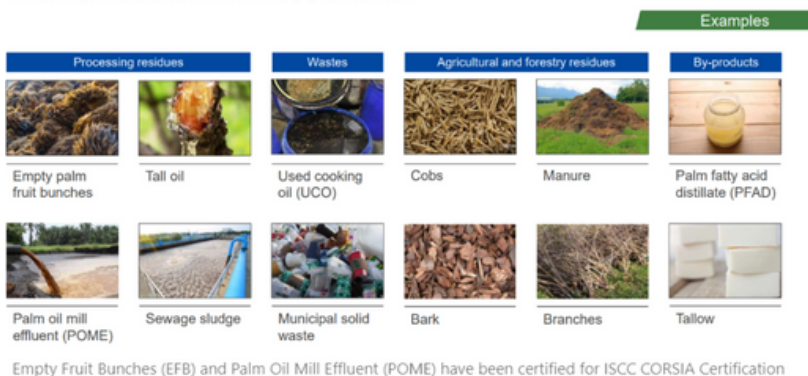 Examples
Processing residues
Wastes
Agricultural and forestry residues
By-products
Empty palm
fruit bunches
Tall oil
Used cooking
oil (UCO)
Cobs
Manure
Palm fatty acid
distillate (PFAD)
Palm oil mill
effluent (POME)
Sewage sludge
Municipal solid
waste
Bark
Branches
Tallow
Empty Fruit Bunches (EFB) and Palm Oil Mill Effluent (POME) have been certified for ISCC CORSIA Certification